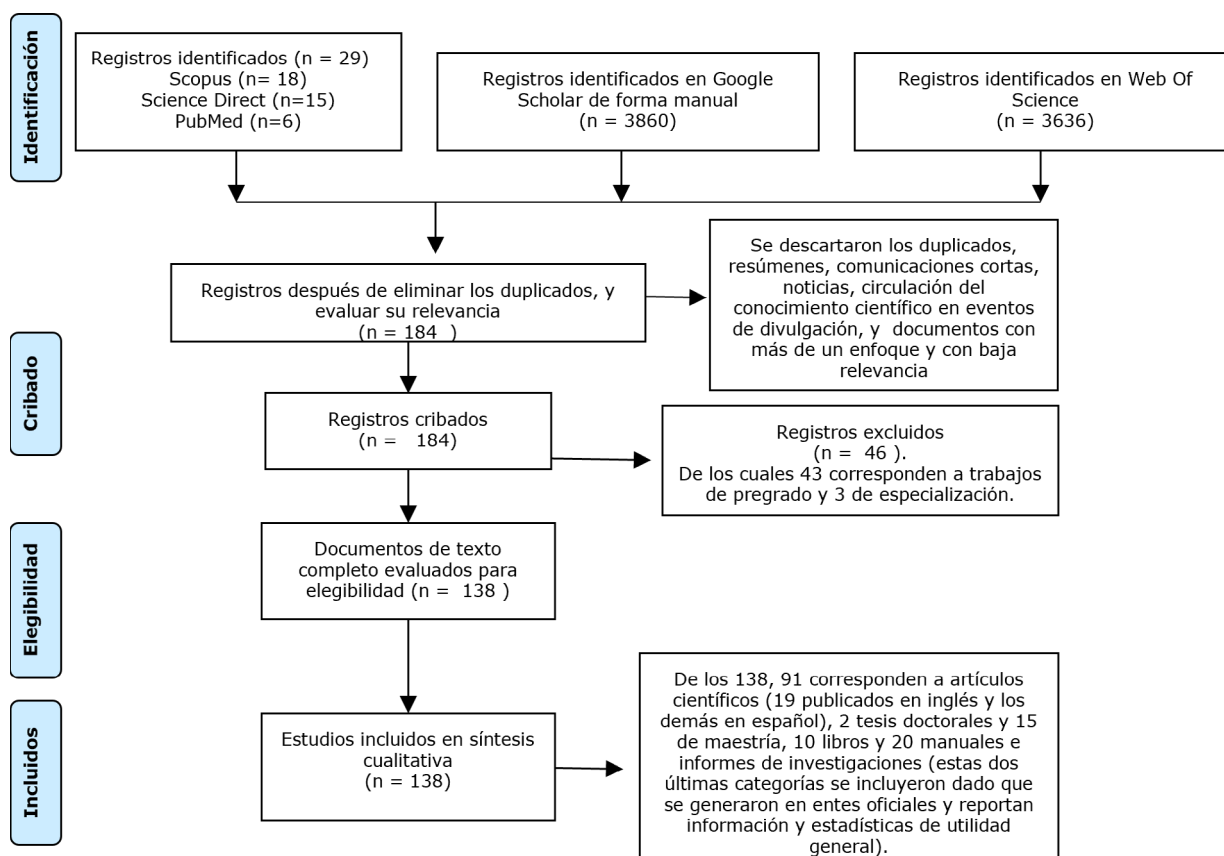 Identificación
Registros identificados (n = 29)
Scopus (n= 18)
Science Direct (n=15)
PubMed (n=6)
Registros identificados en Google
Scholar de forma manual
(n = 3860)
Registros identificados en Web Of
Science
(n = 3636)
Se descartaron los duplicados,
resúmenes, comunicaciones cortas,
noticias, circulación del
conocimiento científico en eventos
de divulgación, y documentos con
más de un enfoque y con baja
relevancia
Registros después de eliminar los duplicados, y
evaluar su relevancia
(n = 184 )
Cribado
Registros cribados
(n = 184)
Registros excluidos
(n = 46 ).
De los cuales 43 corresponden a trabajos
de pregrado y 3 de especialización.
Elegibilidad
Documentos de texto
completo evaluados para
elegibilidad (n = 138 )
Incluidos
Estudios incluidos en síntesis
cualitativa
(n = 138)
De los 138, 91 corresponden a artículos
científicos (19 publicados en inglés y los
demás en español), 2 tesis doctorales y 15
de maestría, 10 libros y 20 manuales e
informes de investigaciones (estas dos
últimas categorías se incluyeron dado que
se generaron en entes oficiales y reportan
información y estadísticas de utilidad
general).